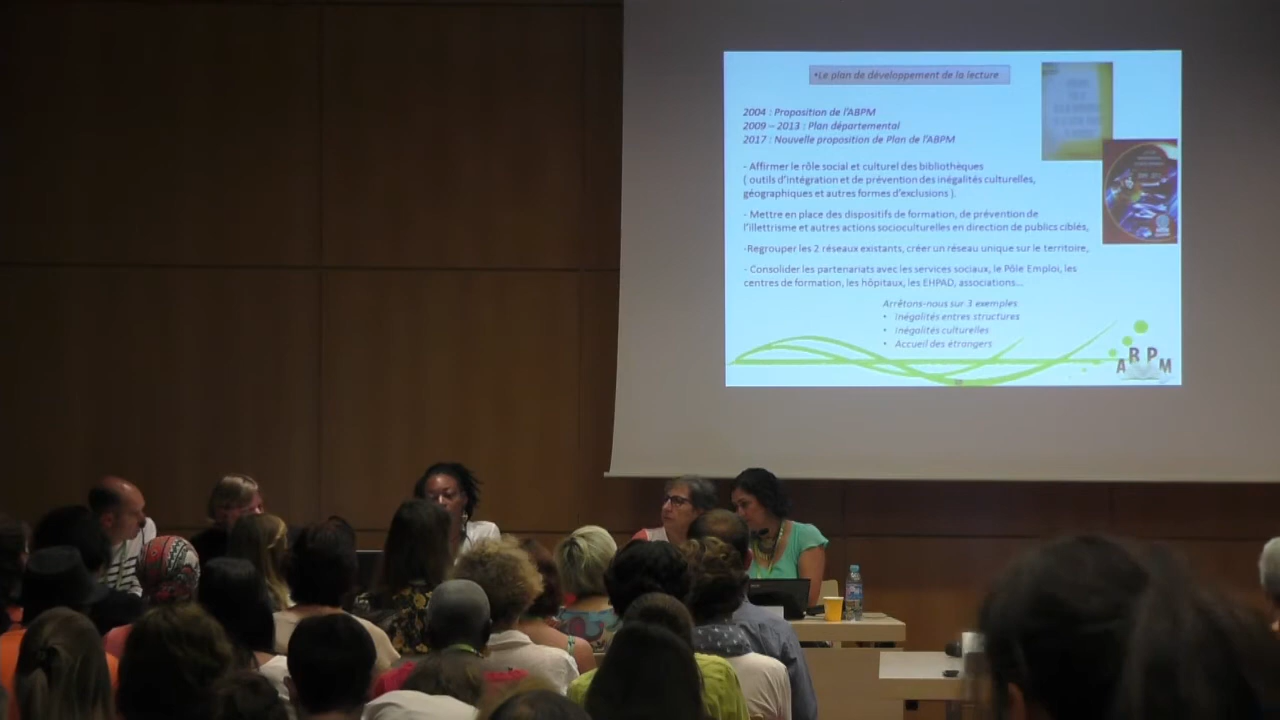 •Le plan de développement de la lecture
2004 : Proposition de l'ABPM
2009 – 2013 : Plan départemental
2017 : Nouvelle proposition de Plan de l'ABPM
- Affirmer le rôle social et culturel des bibliothèques
( outils d'intégration et de prévention des inégalités culturelles,
géographiques et autres formes d'exclusions ).
- Mettre en place des dispositifs de formation, de prévention de
l'illettrisme et autres actions socioculturelles en direction de publics ciblés,
-Regrouper les 2 réseaux existants, créer un réseau unique sur le territoire,
- Consolider les partenariats avec les services sociaux, le Pôle Emploi, les
centres de formation, les hôpitaux, les EHPAD, associations...
Arrêtons-nous sur 3 exemples
• Inégalités entres structures
• Inégalités culturelles
• Accueil des étrangers
ABPM